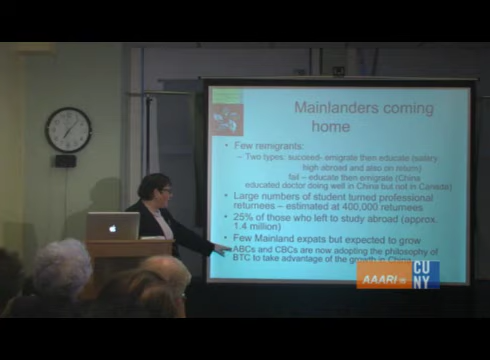 Mainlanders coming
home
• Few remigrants:
– Two types: succeed- emigrate then educate (salary
high abroad and also on return)
fail – educate then emigrate (China
educated doctor doing well in China but not in Canada)
• Large numbers of student turned professional
returnees – estimated at 400,000 returnees
• 25% of those who left to study abroad (approx.
1.4 million)
• Few Mainland expats but expected to grow
• ABCs and CBCs are now adopting the philosophy of
BTC to take advantage of the growth in China
AAARI
CU
NY